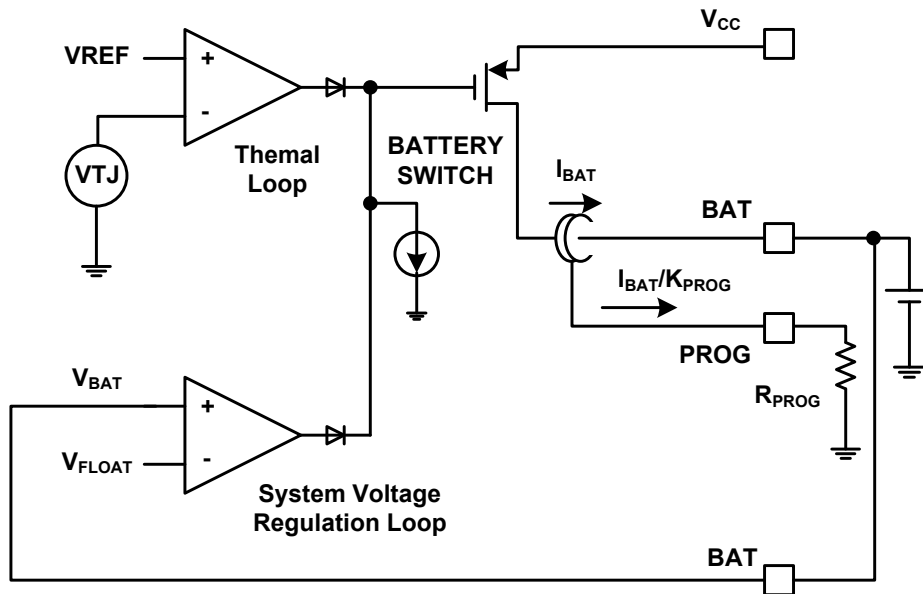 VCC
VREF
+
-
VTJ
Themal
Loop
BATTERY
SWITCH
IBAT
BAT
IBAT/KPROG
PROG
RPROG
VBAT
+
VFLOAT
-
System Voltage
Regulation Loop
BAT